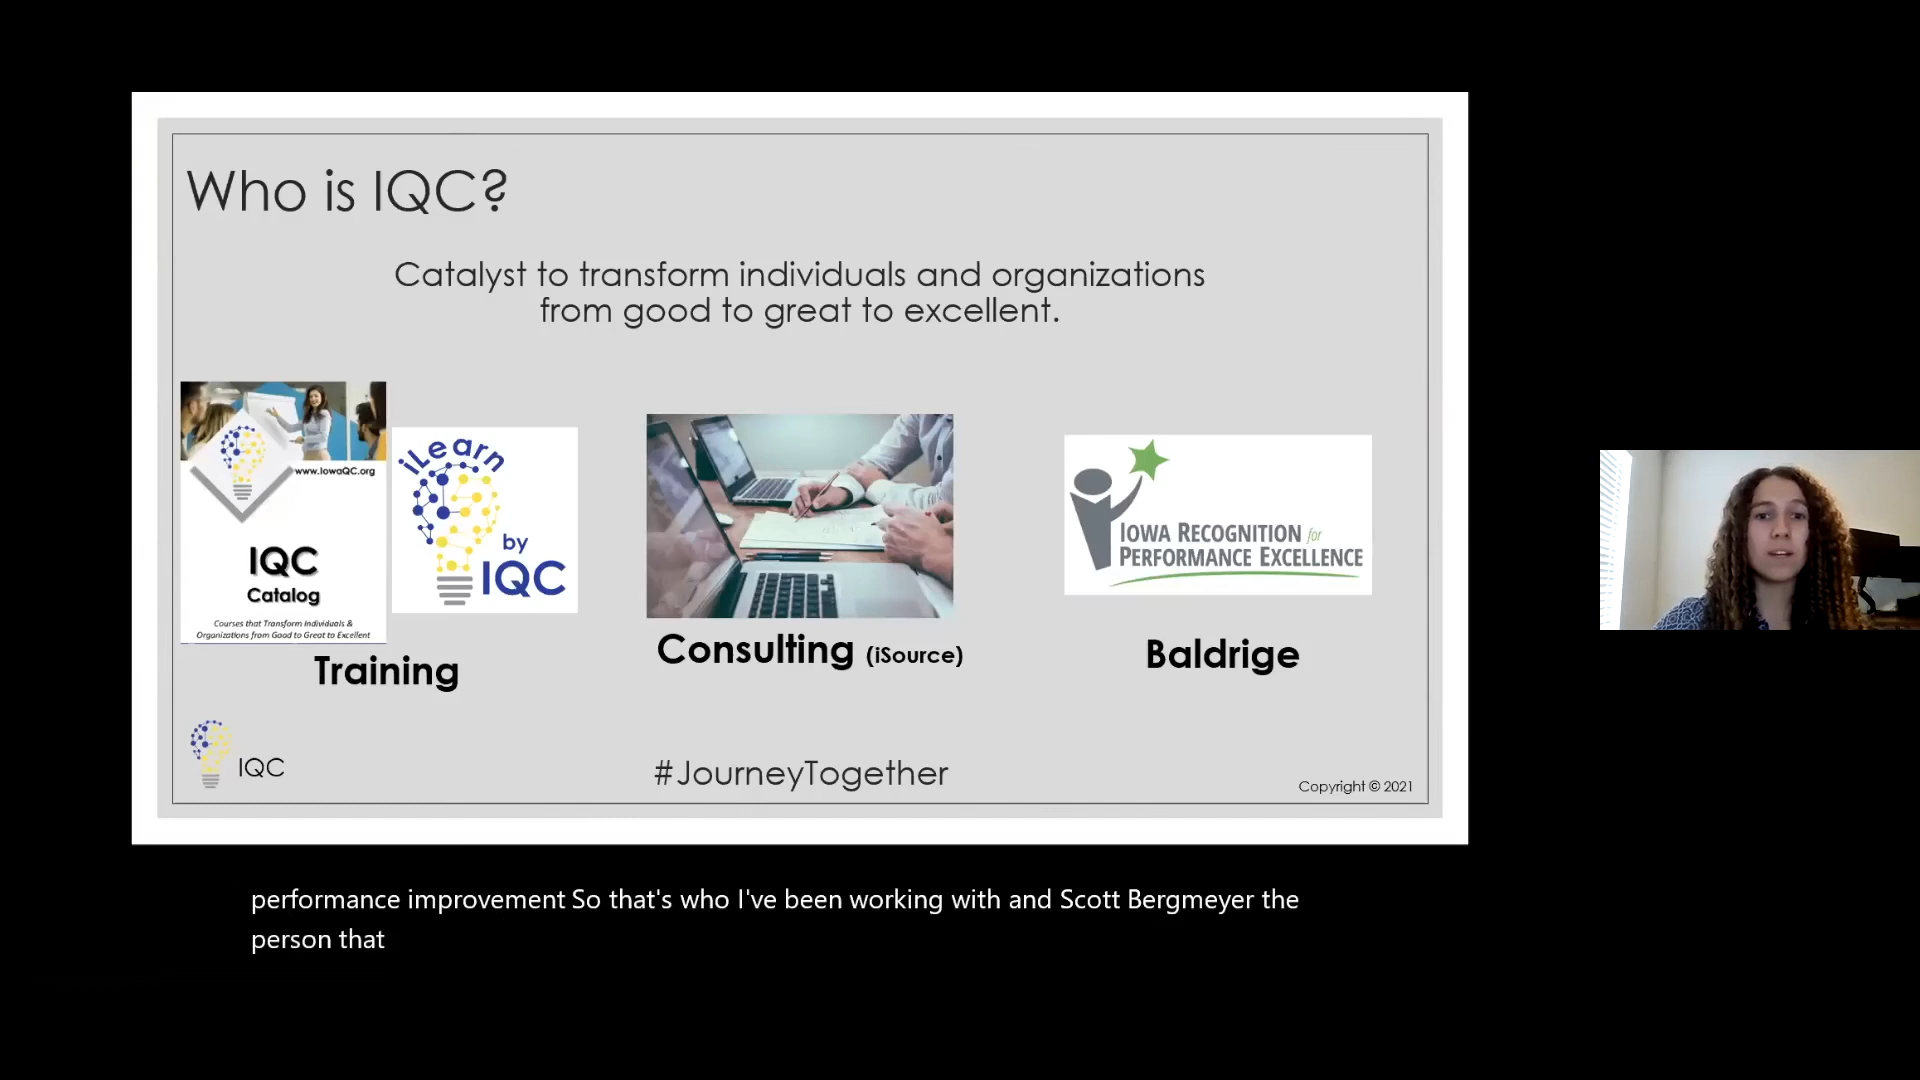 Who is IQC?
Catalyst to transform individuals and organizations
from good to great to excellent.
www.IowaQC.org
IQC
Catalog
Courses that Transform Individuals &
Organizations from Good to Great to Excellent
iLearn
by
IQC
Training
Consulting (iSource)
IOWA RECOGNITION for
PERFORMANCE EXCELLENCE
Baldrige
IQC
#JourneyTogether
Copyright © 2021
performance improvement So that's who I've been working with and Scott Bergmeyer the
person that